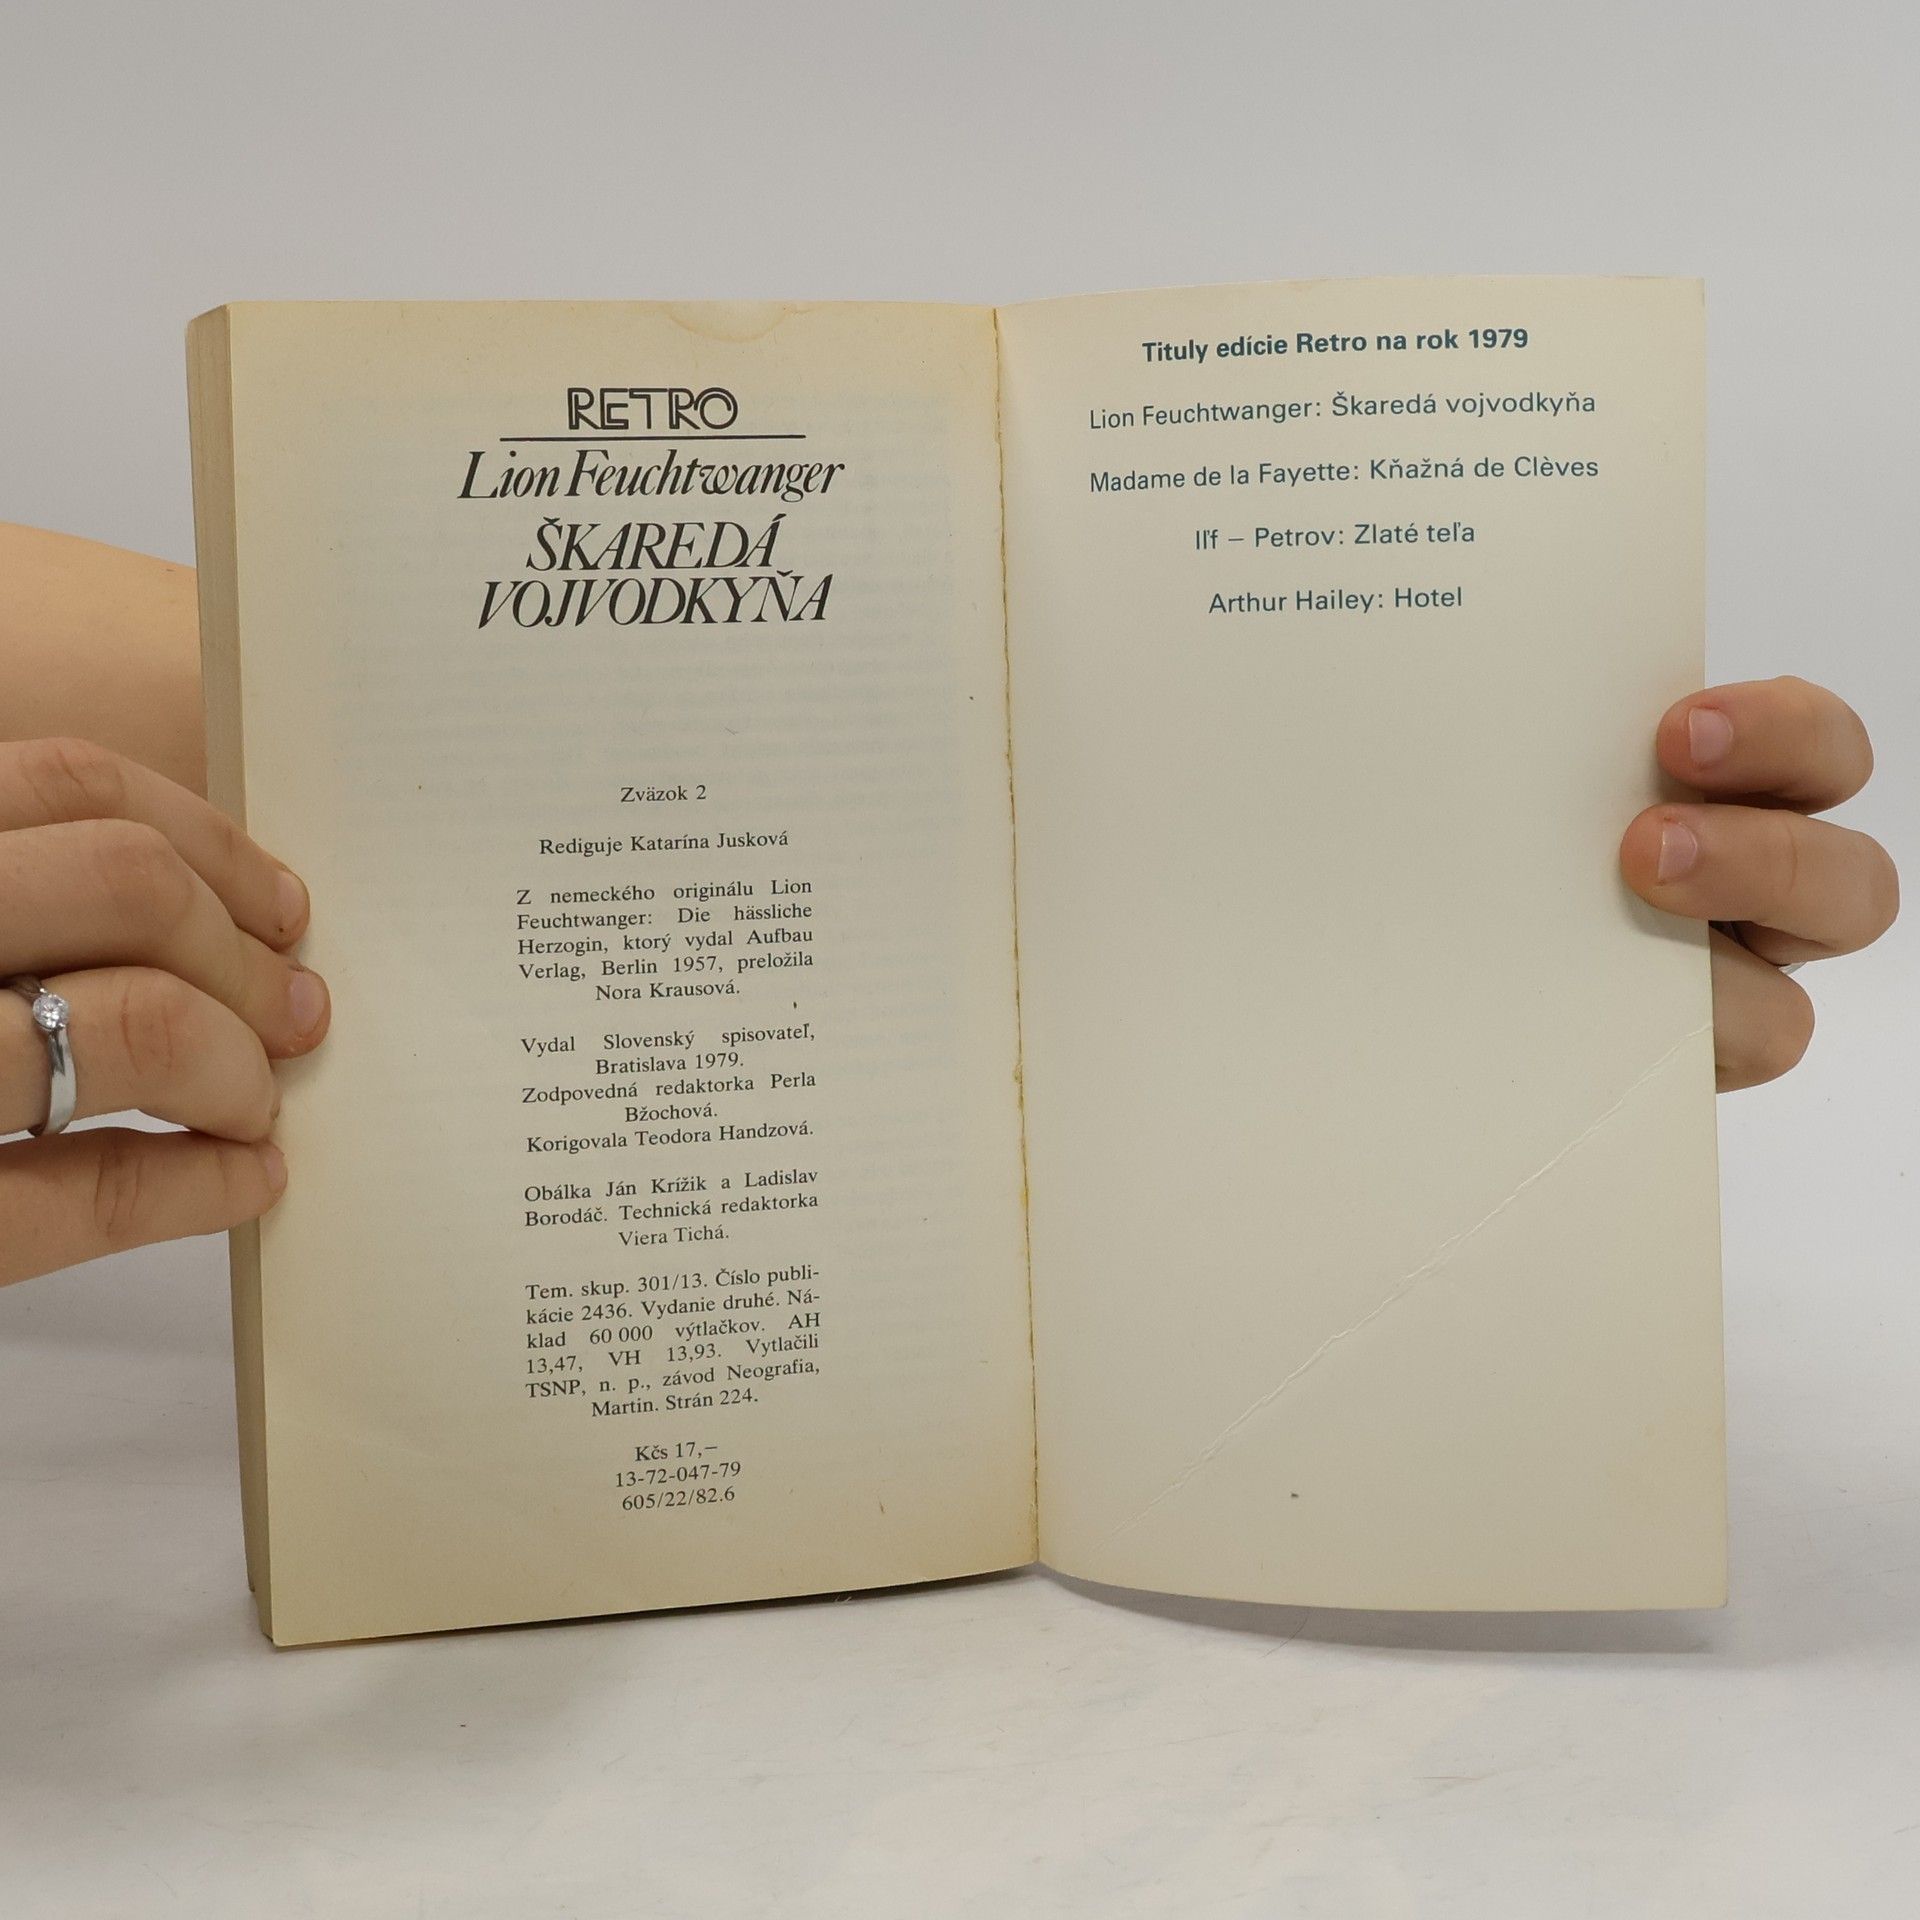 RETRO
Lion Feuchtwanger
ŠKAREDÁ
VOJVODKYŇA
Zväzok 2
Rediguje Katarína Jusková
Z nemeckého originálu Lion
Feuchtwanger: Die hässliche
Herzogin, ktorý vydal Aufbau
Verlag, Berlin 1957, preložila
Nora Krausová.
Vydal Slovenský spisovateľ,
Bratislava 1979.
Zodpovedná redaktorka Perla
Bžochová.
Korigovala Teodora Handzová.
Obálka Ján Krížik a Ladislav
Borodáč. Technická redaktorka
Viera Tichá.
Tem. skup. 301/13. Číslo publi-
kácie 2436. Vydanie druhé. Ná-
klad 60 000 výtlačkov. AH
13,47, VH 13,93. Vytlačili
TSNP, n. p., závod Neografia,
Martin. Strán 224.
Kčs 17,–
13-72-047-79
605/22/82.6
Tituly edície Retro na rok 1979
Lion Feuchtwanger: Škaredá vojvodkyňa
Madame de la Fayette: Kňažná de Clèves
Iľf – Petrov: Zlaté teľa
Arthur Hailey: Hotel